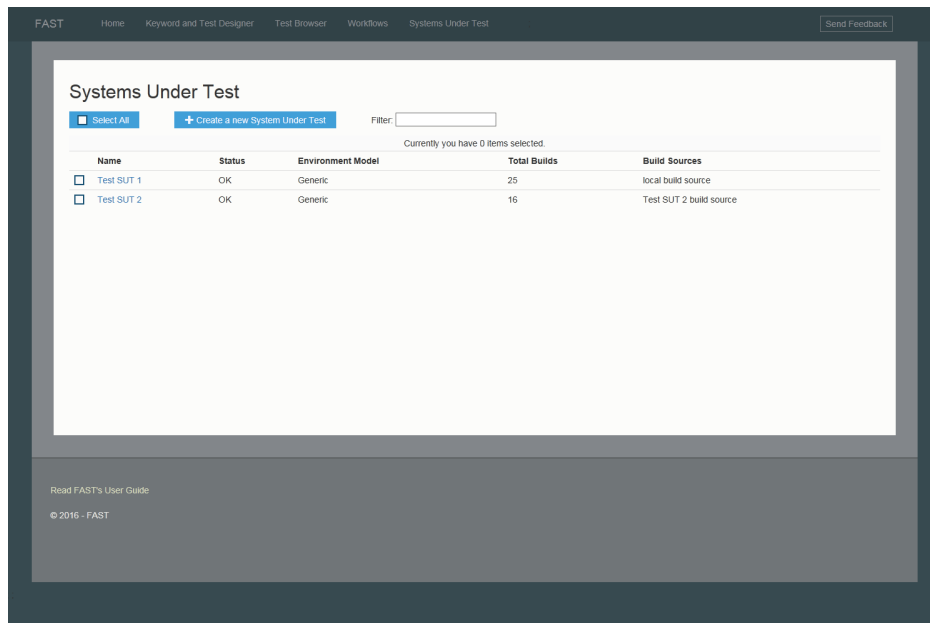 FAST Home Keyword and Test Designer Test Browser Workflows Systems Under Test Send Feedback
Systems Under Test
Select All Create a new System Under Test Filter:
Currently you have 0 items selected.
Name Status Environment Model Total Builds Build Sources
Test SUT 1 OK Generic 25 local build source
Test SUT 2 OK Generic 16 Test SUT 2 build source
Read FAST's User Guide
© 2016 - FAST